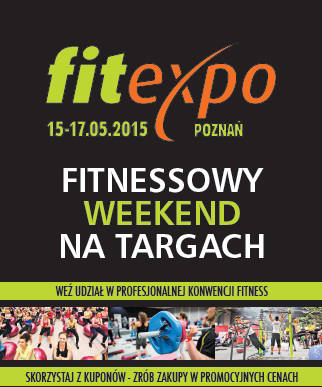 fitexpo
15-17.05.2015 POZNAŃ
FITNESSOWY
WEEKEND
NA TARGACH
WEŹ UDZIAŁ W PROFESJONALNEJ KONWENCJI FITNESS
SKORZYSTAJ Z KUPONÓW - ZRÓB ZAKUPY W PROMOCYJNYCH CENACH